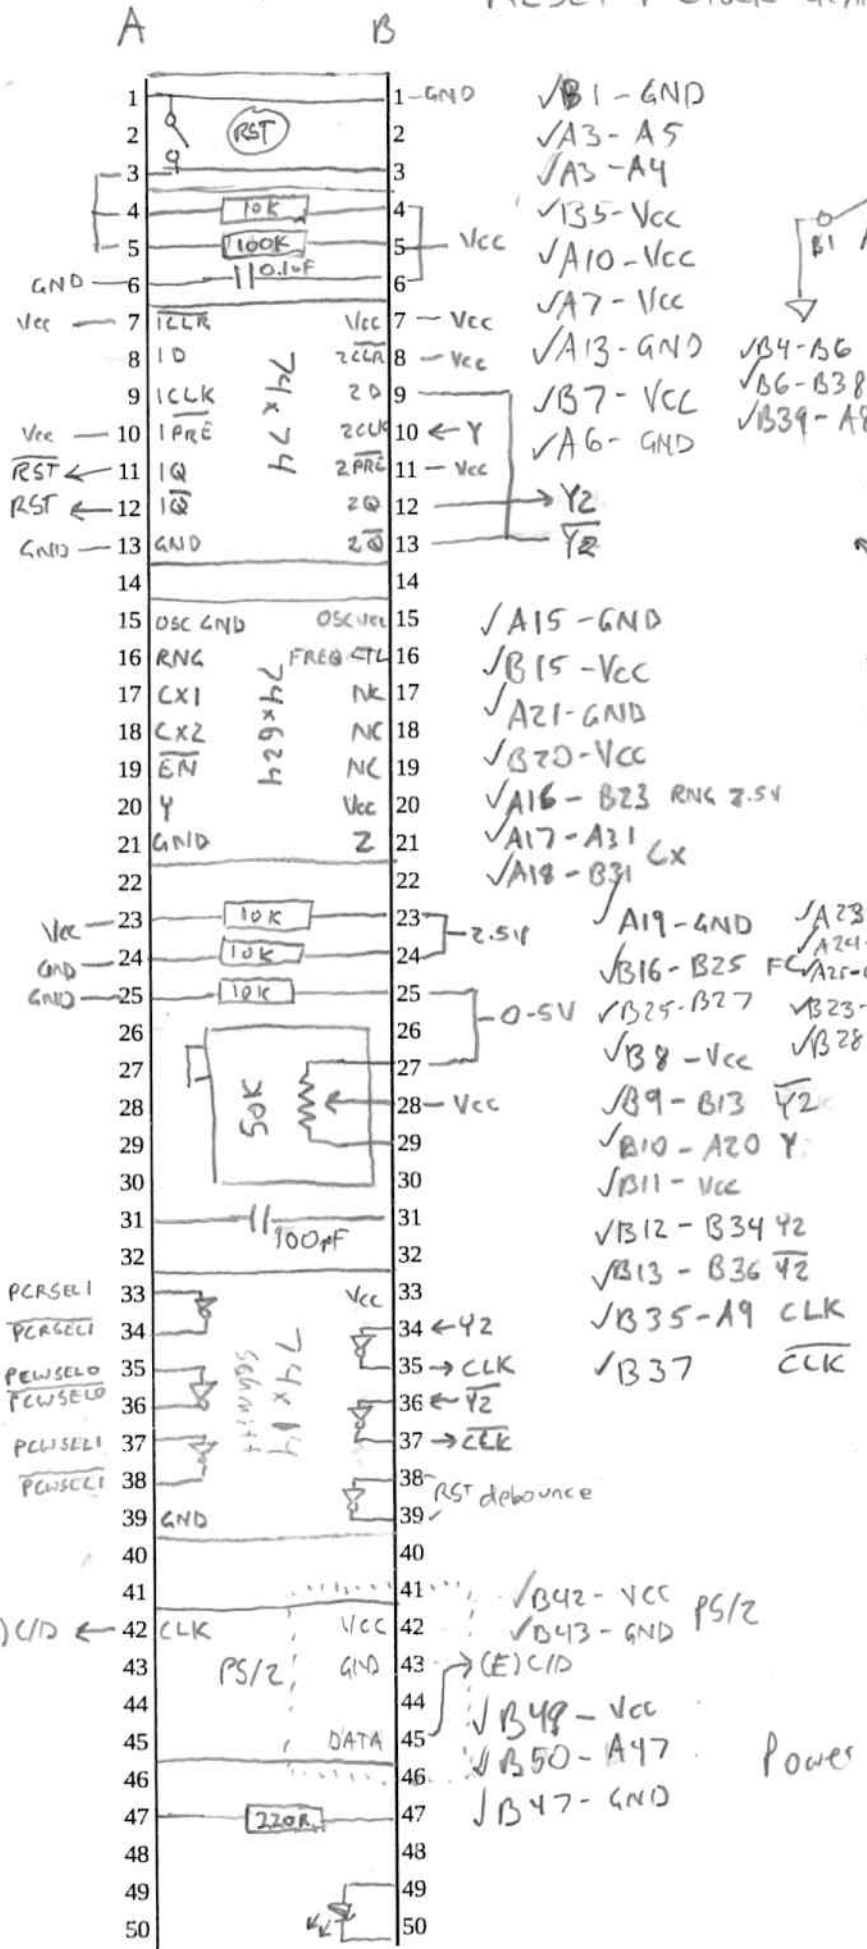 A B
1 1 - GND √B1 - GND
2 RST 2 √A3 - A5
3 3 √A3 - A4
4 10K 4 √B5 - Vcc
5 100K 5 Vcc √A10 - Vcc
GND 6 0.1uF 6 √A7 - Vcc
Vcc - 7 1CLR Vcc 7 - Vcc √A13 - GND √B4-B6
8 1D 2CLR 8 - Vcc √B7 - VCC √B6-B38
9 1CLK 2D 9 √A6 - GND √B39-A8
Vcc - 10 1PRE 2CLK 10 ← Y
RST ← 11 1Q 2PRE 11 - Vcc
RST ← 12 1Q 2Q 12 → Y2
GND - 13 GND 2Q 13 Y2
74x74
14 14
15 OSC GND OSC Vcc 15 √A15 - GND
16 RNG FREQ CTL 16 √B15 - Vcc
17 CX1 NC 17 √A21 - GND
18 CX2 NC 18 √B20 - Vcc
19 EN NC 19 √A16 - B23 RNG 2.5V
20 Y Vcc 20 √A17 - A31 CX
21 GND Z 21 √A18 - B31
74x624
22 22
Vcc 23 10K 23 2.5V √A19 - GND √A23
GND 24 10K 24 √B16 - B25 FC √A24-
GND 25 10K 25 0-5V √B25-B27 √B23-
26 26 √B8 - Vcc √B28
27 27 √B9 - B13 Y2
28 50K 28 - Vcc √B10 - A20 Y
29 29 √B11 - Vcc
30 30 √B12 - B34 Y2
31 100pF 31 √B13 - B36 Y2
32 32 √B35 - A9 CLK
PCRSEL1 33 Vcc 33 √B37 CLK
PCRSEL1 34 34 ← Y2
PCWSEL0 35 35 → CLK
PCWSEL0 36 36 ← Y2
PCWSEL1 37 37 → CLK
PCWSEL1 38 38 RST debounce
39 GND 39
74x14
schmitt
40 40
41 41 √B42 - VCC PS/2
C/D ← 42 CLK VCC 42 √B43 - GND
43 PS/2 GND 43 (E)C/D
44 44 √B49 - Vcc
45 DATA 45 √B50 - A47 Power
46 46 √B47 - GND
47 220R 47
48 48
49 49
50 50